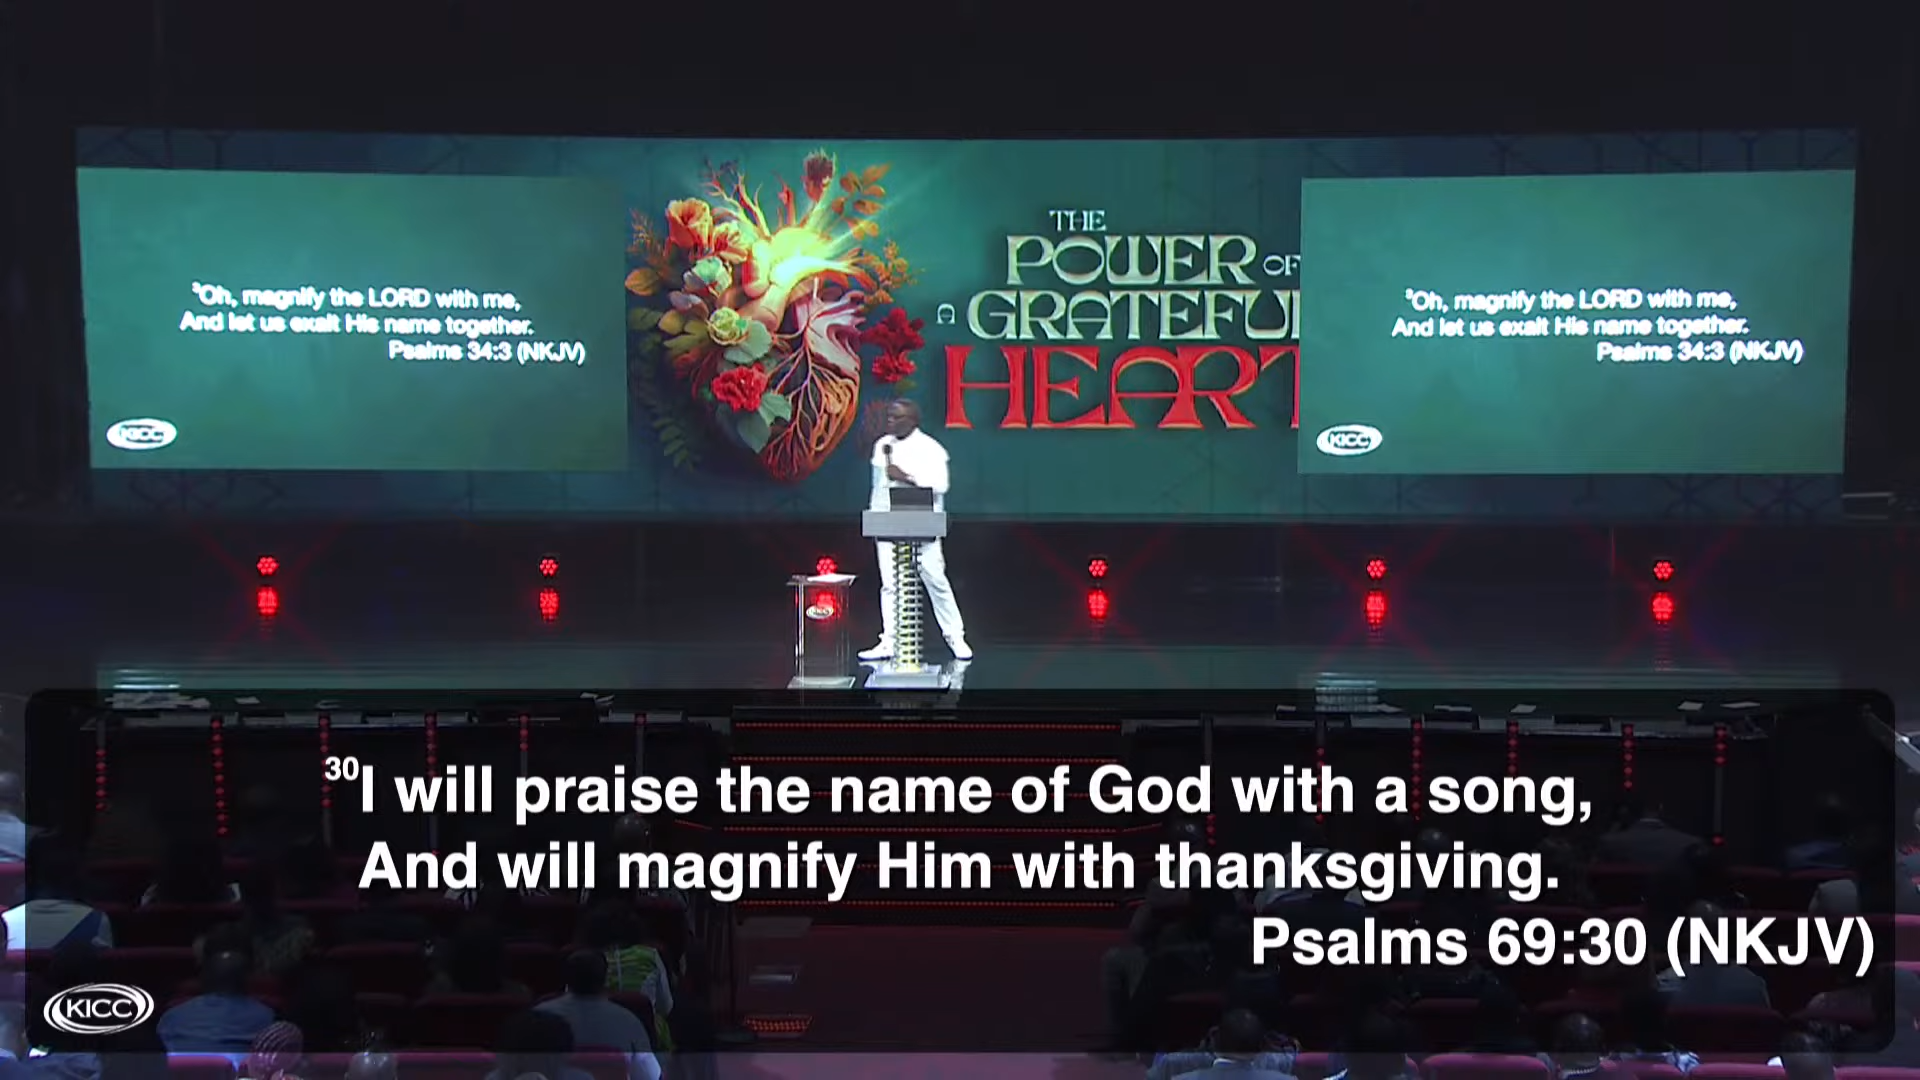 ³Oh, magnify the LORD with me,
And let us exalt His name together.
Psalms 34:3 (NKJV)
KICC
THE
POWER OF
A GRATEFUL
HEART
³Oh, magnify the LORD with me,
And let us exalt His name together.
Psalms 34:3 (NKJV)
KICC
KICC
³⁰I will praise the name of God with a song,
And will magnify Him with thanksgiving.
Psalms 69:30 (NKJV)
KICC